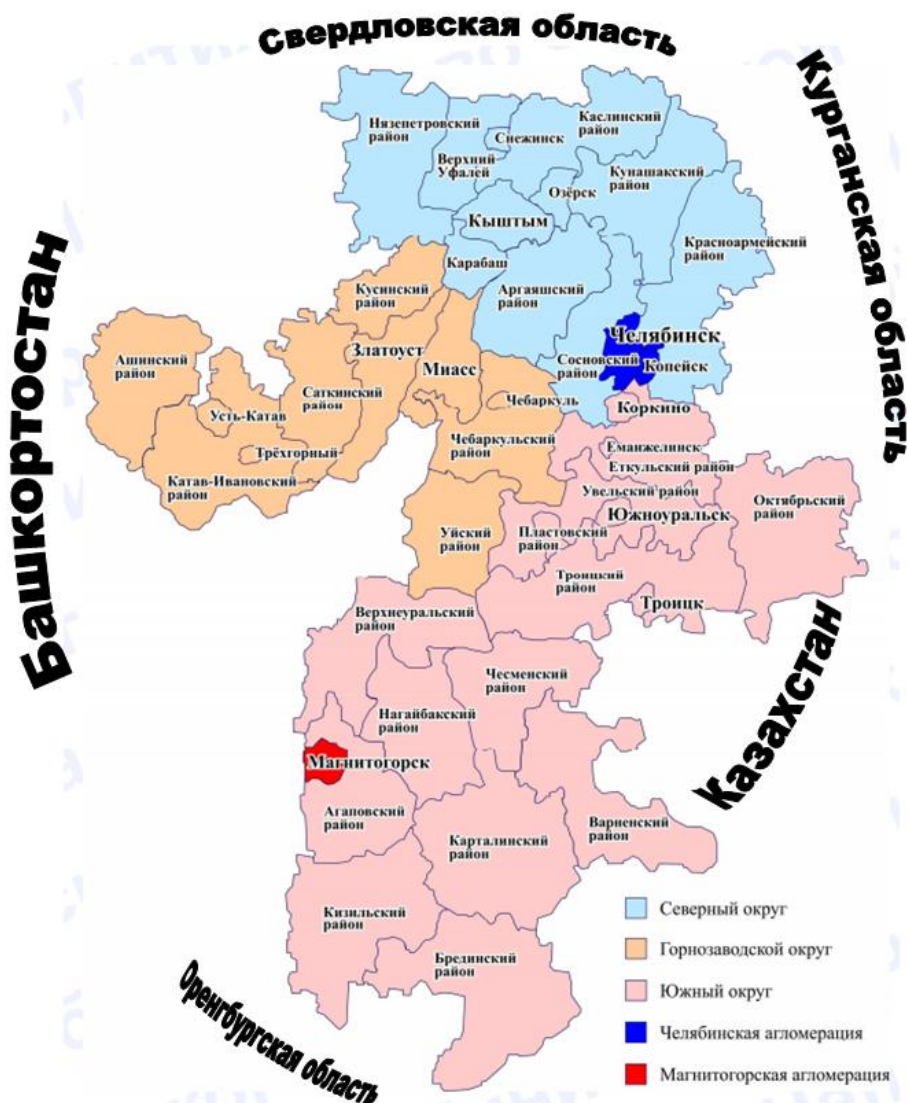 Свердловская область
Курганская область
Башкортостан
Казахстан
Оренгбургская область
Нязепетровский
район
Верхний
Уфалей
Снежинск
Каслинский
район
Озёрск
Кунашакский
район
Кыштым
Карабаш
Аргаяшский
район
Красноармейский
район
Кусинский
район
Златоуст
Миасс
Ашинский
район
Усть-Катав
Саткинский
район
Трёхгорный
Катав-Ивановский
район
Челябинск
Сосновский
район
Копейск
Чебаркуль
Чебаркульский
район
Коркино
Еманжелинск
Еткульский район
Увельский район
Южноуральск
Октябрьский
район
Уйский
район
Пластовский
район
Троицкий
район
Троицк
Верхнеуральский
район
Чесменский
район
Нагайбакский
район
Магнитогорск
Агаповский
район
Карталинский
район
Варненский
район
Кизильский
район
Брединский
район
Северный округ
Горнозаводской округ
Южный округ
Челябинская агломерация
Магнитогорская агломерация